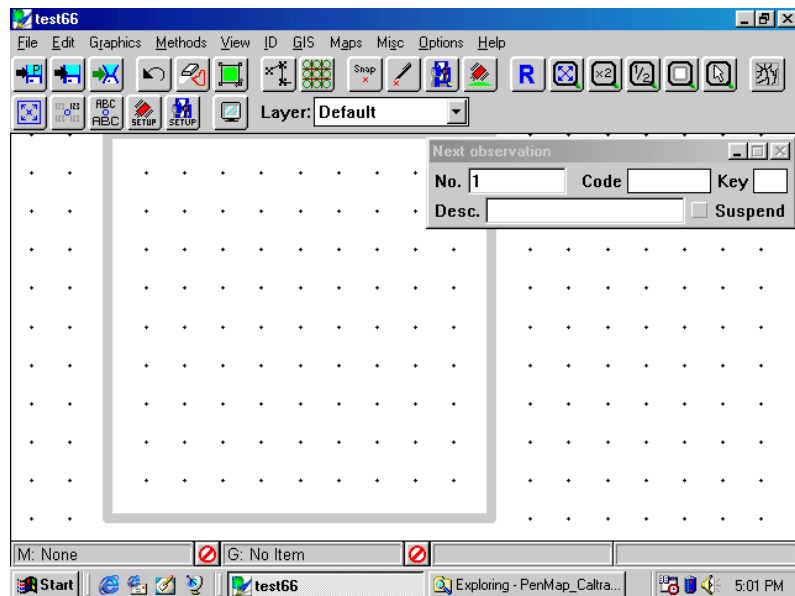 test66
File Edit Graphics Methods View ID GIS Maps Misc Options Help
Snap R ×2 1/2
ABC ABC SETUP SETUP Layer: Default
Next observation
No. 1 Code Key
Desc. Suspend
M: None G: No Item
Start test66 Exploring - PenMap_Caltra... 5:01 PM